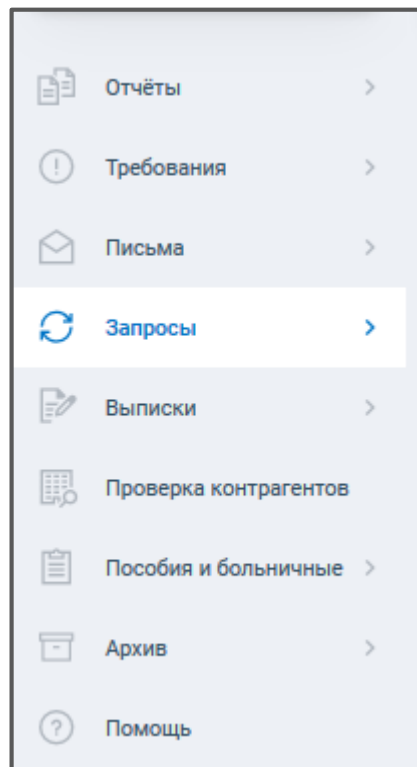 Отчёты
Требования
Письма
Запросы
Выписки
Проверка контрагентов
Пособия и больничные
Архив
Помощь